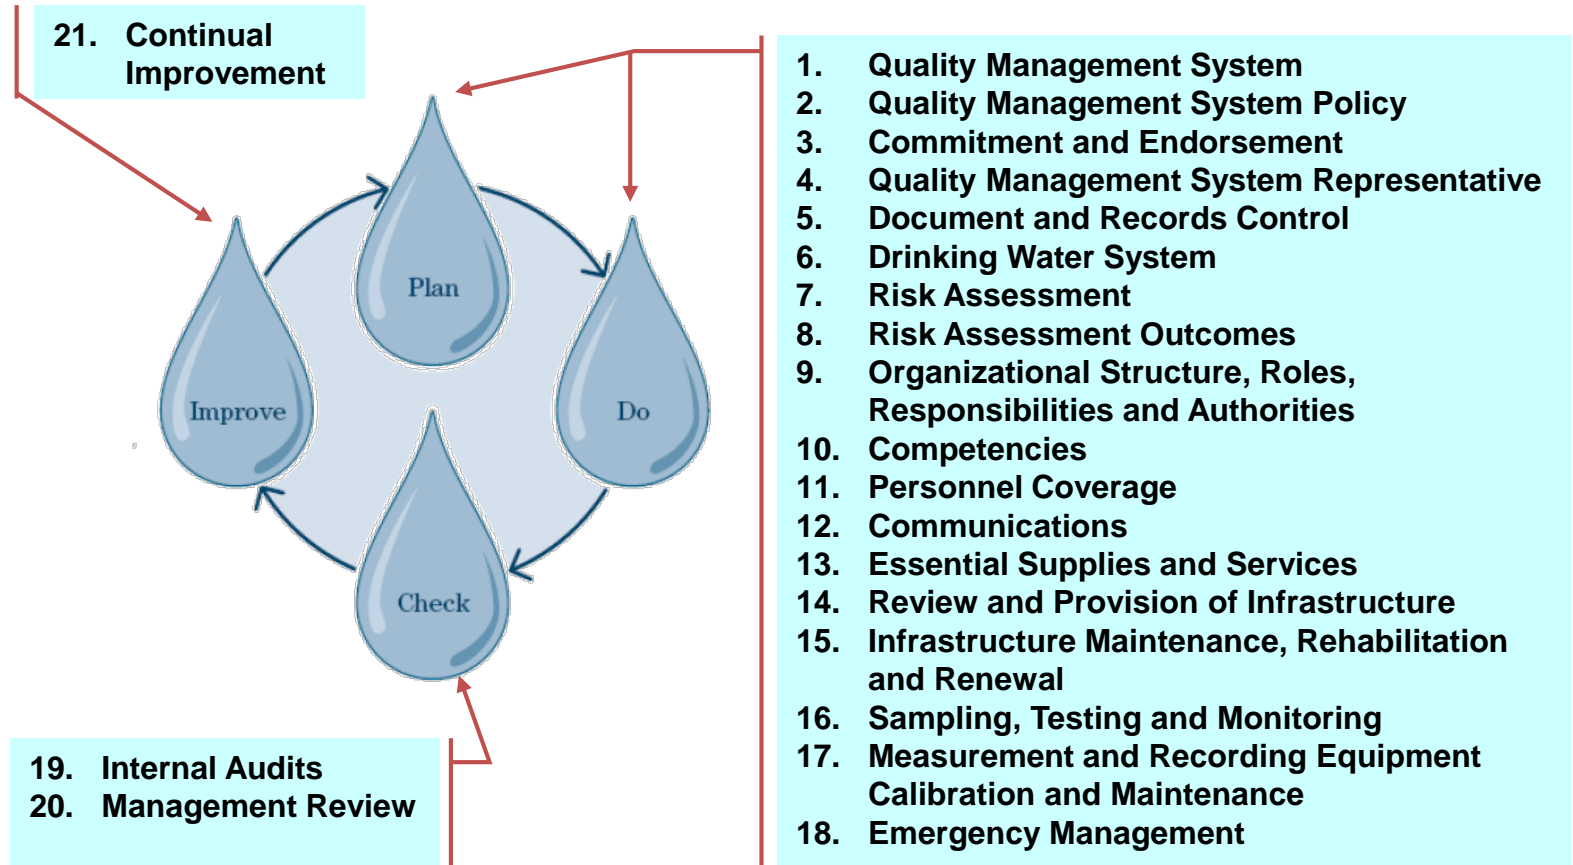 21. Continual
Improvement
Plan
Improve
Do
Check
19. Internal Audits
20. Management Review
1. Quality Management System
2. Quality Management System Policy
3. Commitment and Endorsement
4. Quality Management System Representative
5. Document and Records Control
6. Drinking Water System
7. Risk Assessment
8. Risk Assessment Outcomes
9. Organizational Structure, Roles,
Responsibilities and Authorities
10. Competencies
11. Personnel Coverage
12. Communications
13. Essential Supplies and Services
14. Review and Provision of Infrastructure
15. Infrastructure Maintenance, Rehabilitation
and Renewal
16. Sampling, Testing and Monitoring
17. Measurement and Recording Equipment
Calibration and Maintenance
18. Emergency Management